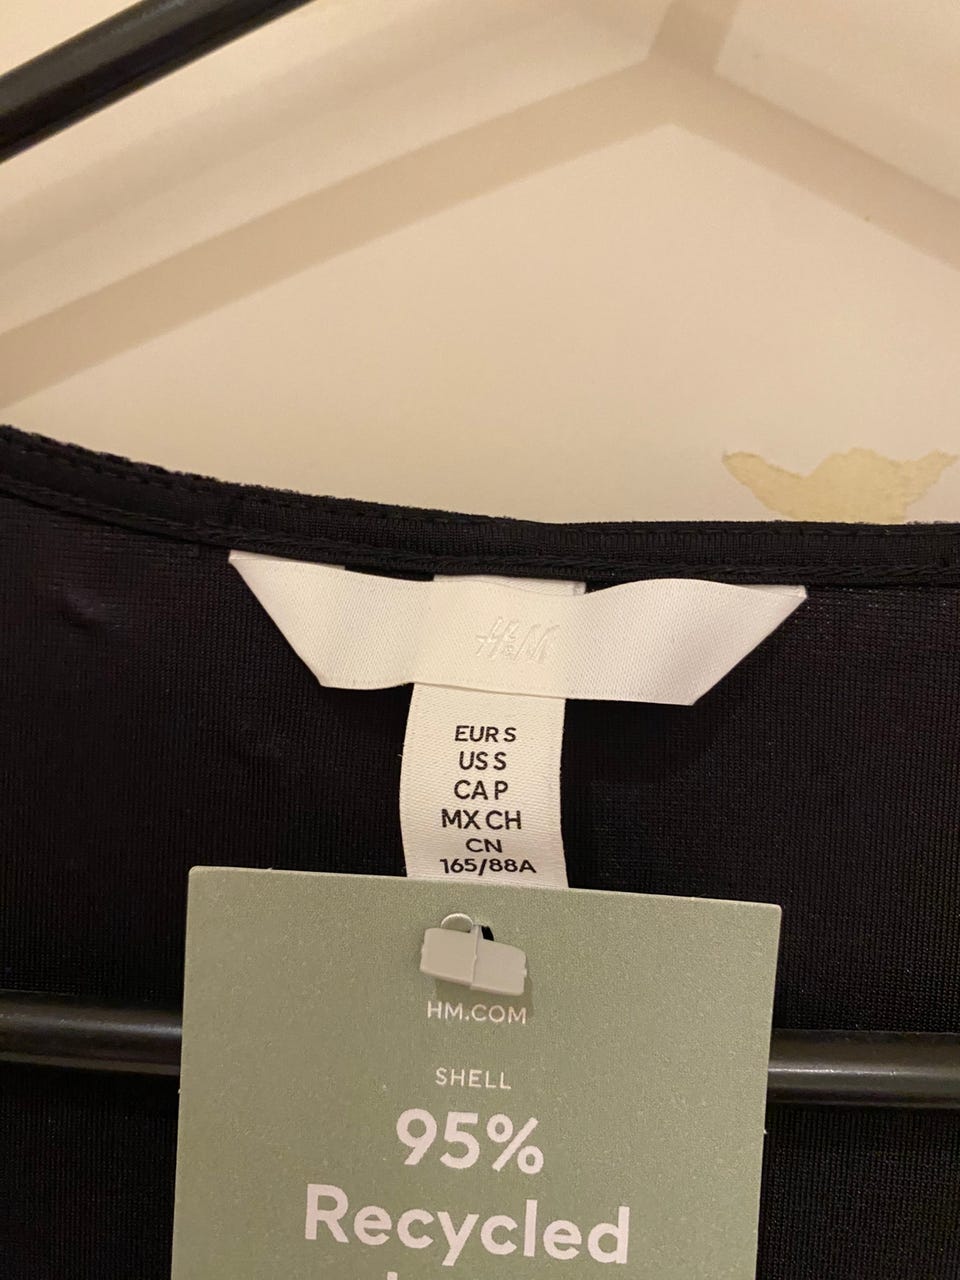 H&M
EUR S
US S
CA P
MX CH
CN
165/88A
HM.COM
SHELL
95%
Recycled